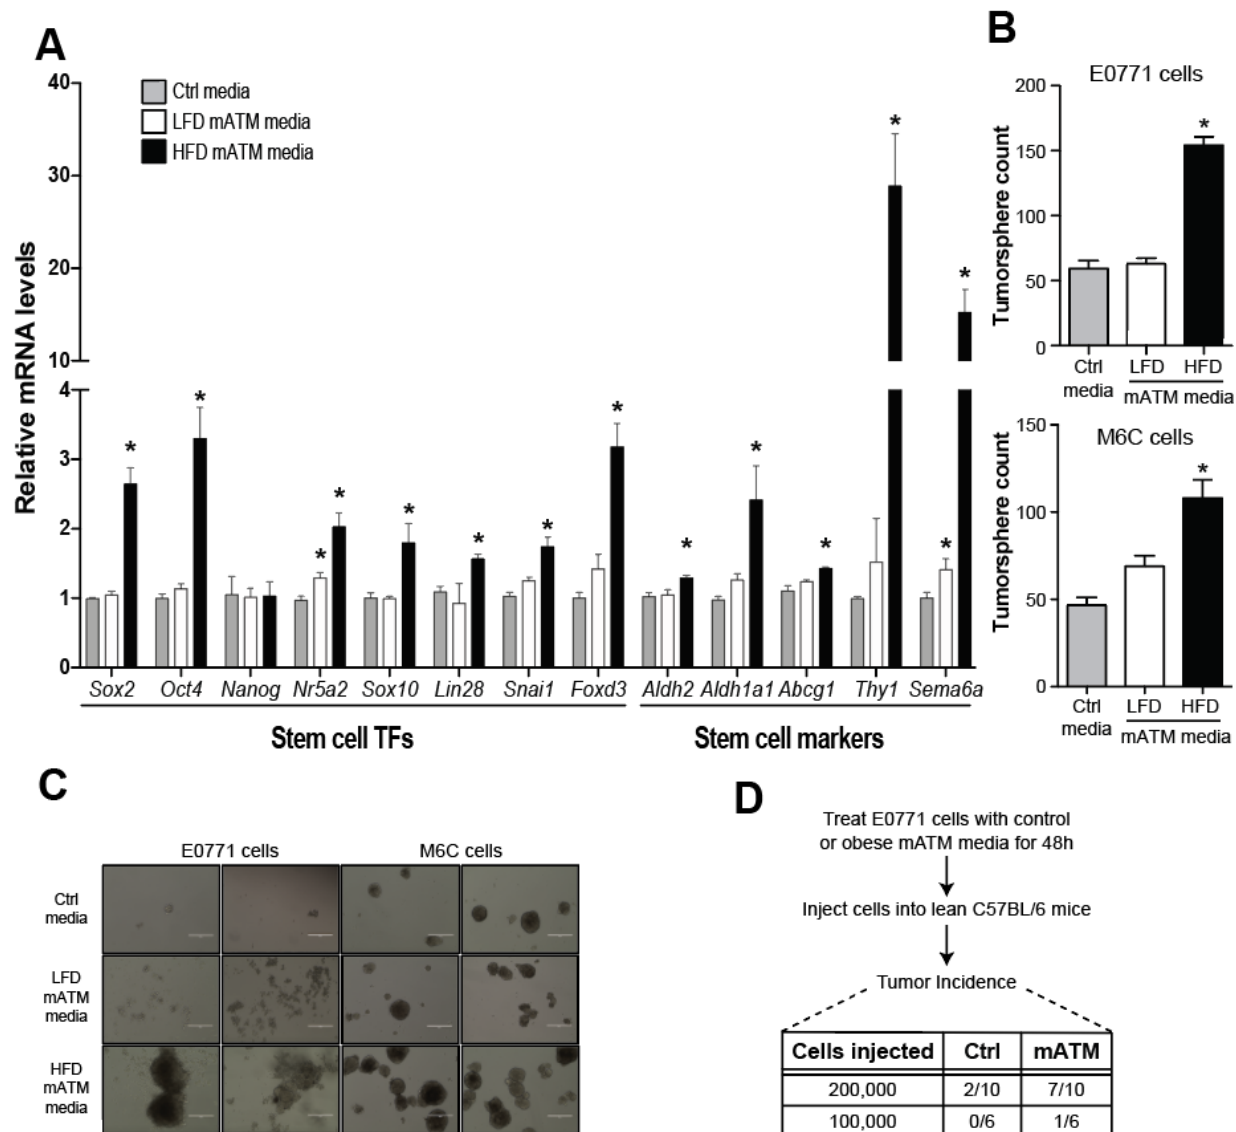 A
40
30
20
10
4
3
2
1
0
Relative mRNA levels
Ctrl media
LFD mATM media
HFD mATM media
*
*
*
*
*
*
*
*
*
*
*
*
*
*
Sox2 Oct4 Nanog Nr5a2 Sox10 Lin28 Snai1 Foxd3 Aldh2 Aldh1a1 Abcg1 Thy1 Sema6a
Stem cell TFs
Stem cell markers
B
E0771 cells
200
150
100
50
0
Tumorsphere count
*
Ctrl LFD HFD
media mATM media
M6C cells
150
100
50
0
Tumorsphere count
*
Ctrl LFD HFD
media mATM media
C
E0771 cells M6C cells
Ctrl
media
LFD
mATM
media
HFD
mATM
media
D
Treat E0771 cells with control
or obese mATM media for 48h
Inject cells into lean C57BL/6 mice
Tumor Incidence
Cells injected Ctrl mATM
200,000 2/10 7/10
100,000 0/6 1/6